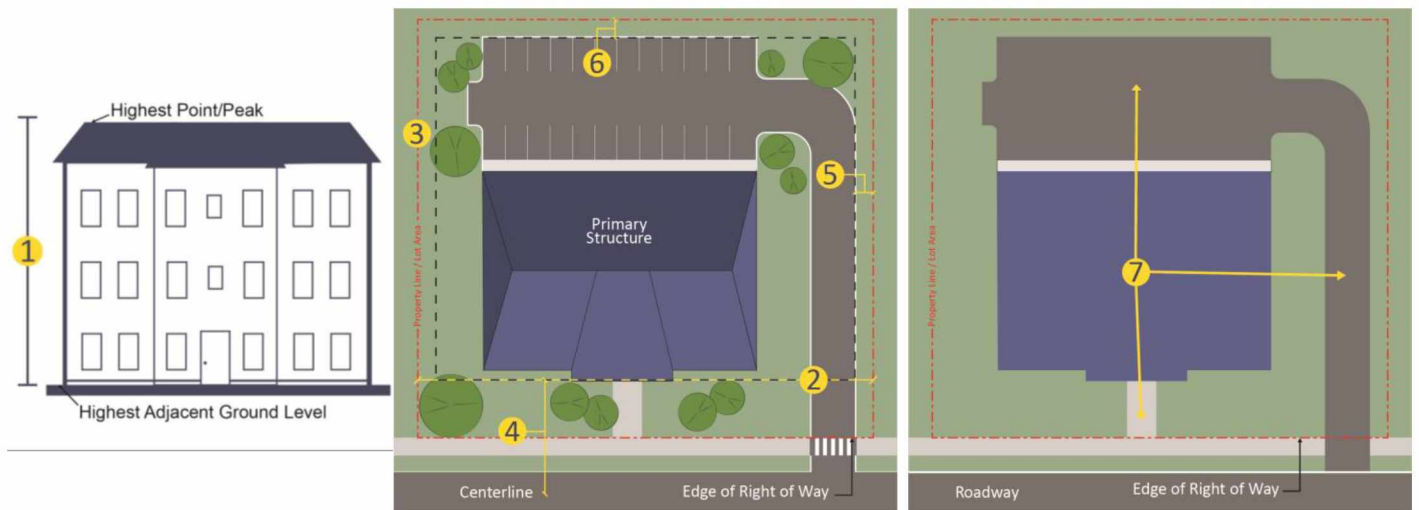 Highest Point/Peak
1
Highest Adjacent Ground Level
6
3
5
Property Line / Lot Area
Primary
Structure
2
4
Centerline
Edge of Right of Way
7
Property Line / Lot Area
Roadway
Edge of Right of Way